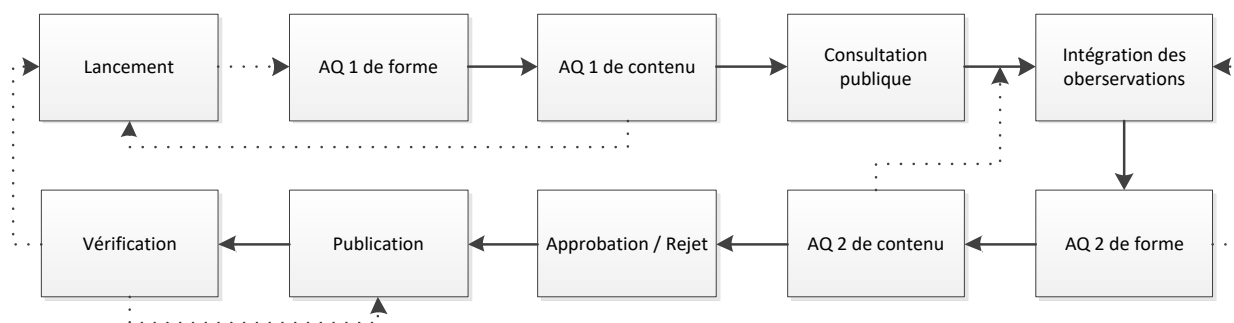 Lancement
AQ 1 de forme
AQ 1 de contenu
Consultation
publique
Intégration des
oberservations
Vérification
Publication
Approbation / Rejet
AQ 2 de contenu
AQ 2 de forme